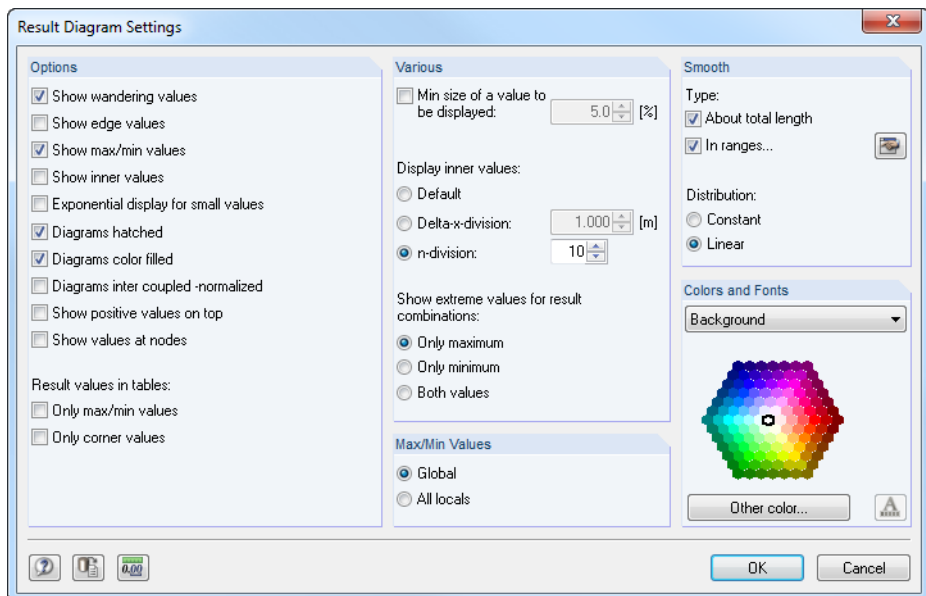 Result Diagram Settings
Options
Show wandering values
Show edge values
Show max/min values
Show inner values
Exponential display for small values
Diagrams hatched
Diagrams color filled
Diagrams inter coupled -normalized
Show positive values on top
Show values at nodes
Result values in tables:
Only max/min values
Only corner values
Various
Min size of a value to
be displayed:
5.0 [%]
Display inner values:
Default
Delta-x-division: 1.000 [m]
n-division: 10
Show extreme values for result
combinations:
Only maximum
Only minimum
Both values
Max/Min Values
Global
All locals
Smooth
Type:
About total length
In ranges...
Distribution:
Constant
Linear
Colors and Fonts
Background
Other color...
A
0.00
OK
Cancel